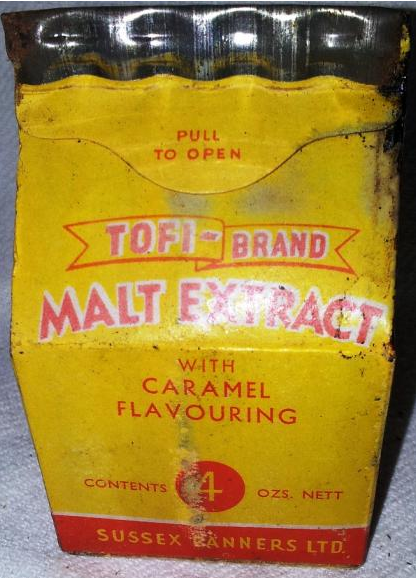 PULL
TO OPEN
TOFI-BRAND
MALT EXTRACT
WITH
CARAMEL
FLAVOURING
CONTENTS 4 OZS. NETT
SUSSEX CANNERS LTD.